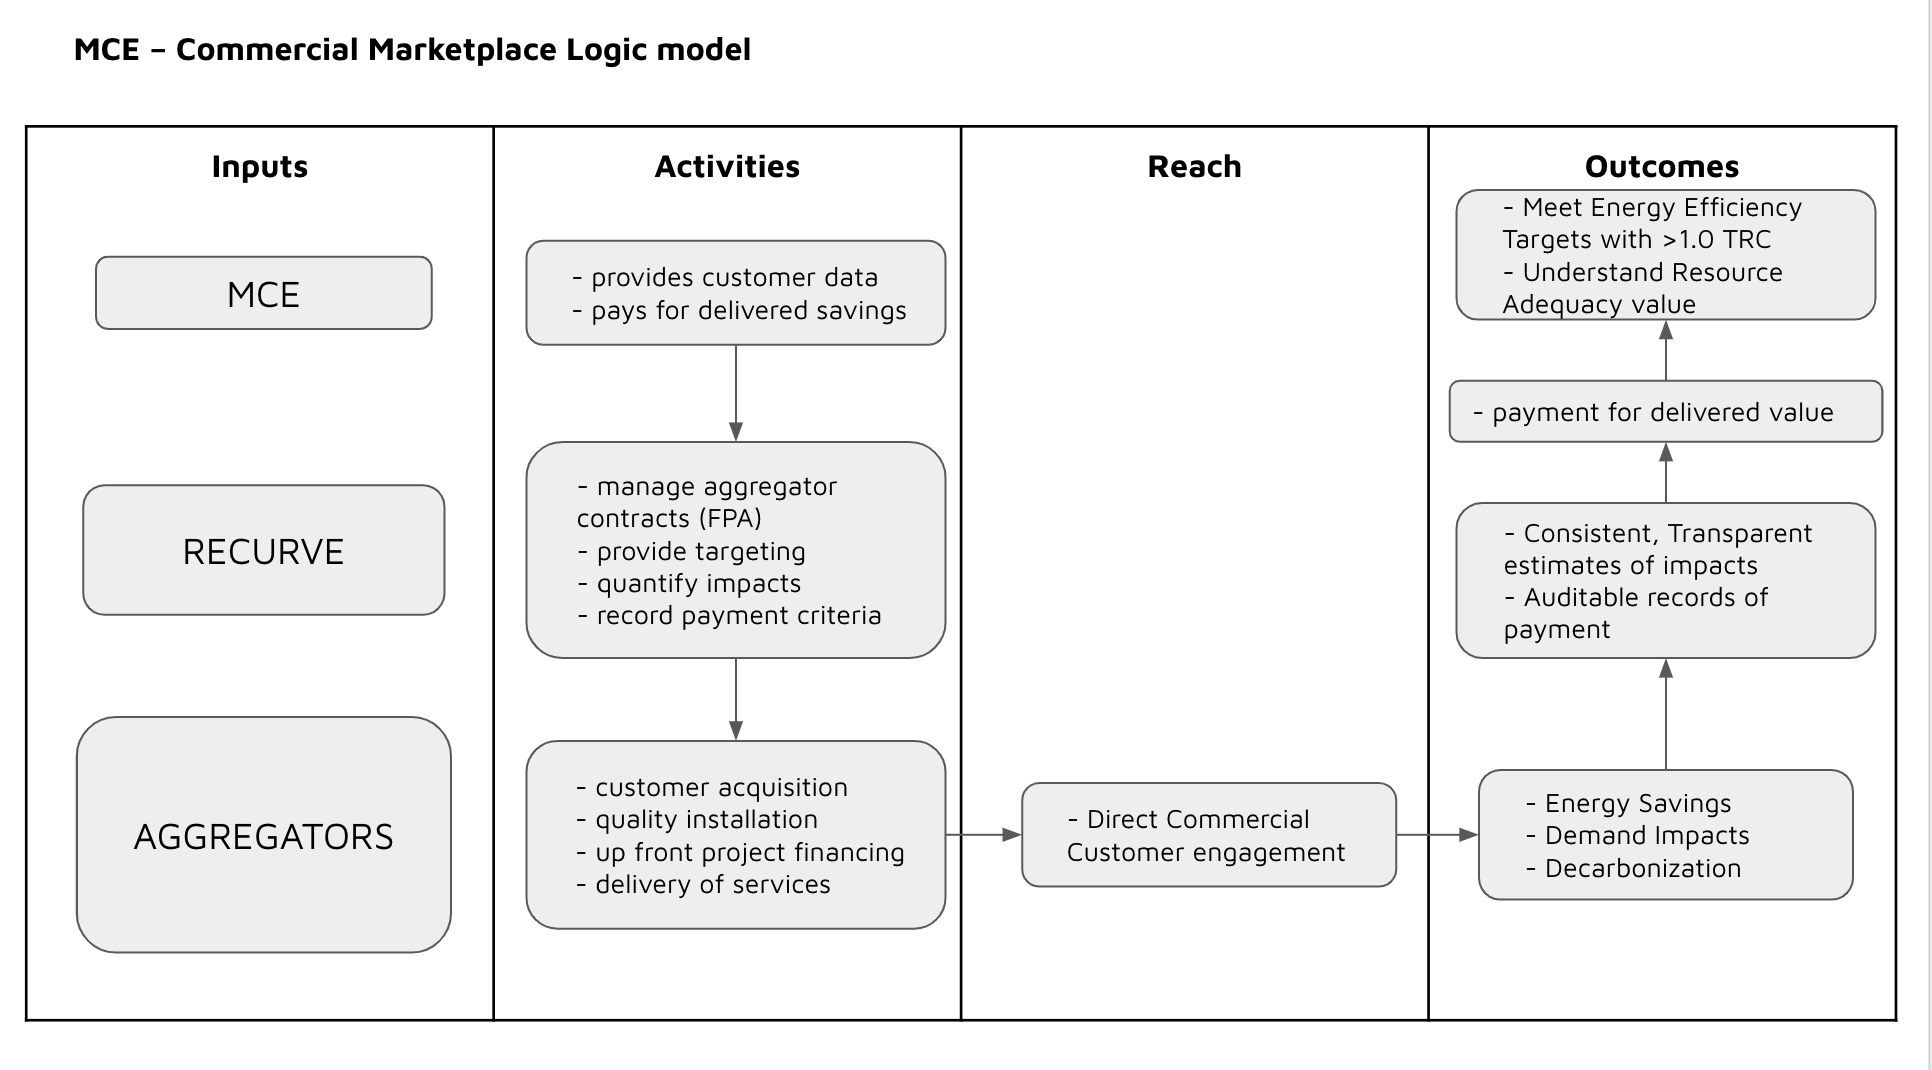 MCE – Commercial Marketplace Logic model
Inputs
Activities
Reach
Outcomes
MCE
RECURVE
AGGREGATORS
- provides customer data
- pays for delivered savings
- manage aggregator
contracts (FPA)
- provide targeting
- quantify impacts
- record payment criteria
- customer acquisition
- quality installation
- up front project financing
- delivery of services
- Direct Commercial
Customer engagement
- Meet Energy Efficiency
Targets with >1.0 TRC
- Understand Resource
Adequacy value
- payment for delivered value
- Consistent, Transparent
estimates of impacts
- Auditable records of
payment
- Energy Savings
- Demand Impacts
- Decarbonization